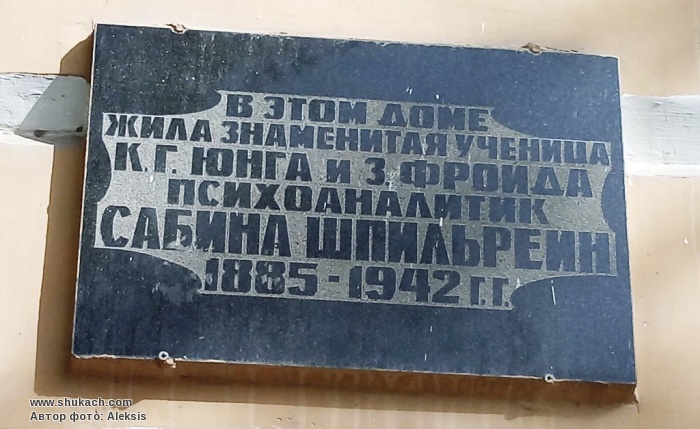 В ЭТОМ ДОМЕ
ЖИЛА ЗНАМЕНИТАЯ УЧЕНИЦА
К.Г. ЮНГА И З. ФРОЙДА
ПСИХОАНАЛИТИК
САБИНА ШПИЛЬРЕЙН
1885 - 1942 Г.Г.
www.shukach.com
Автор фото: Aleksis